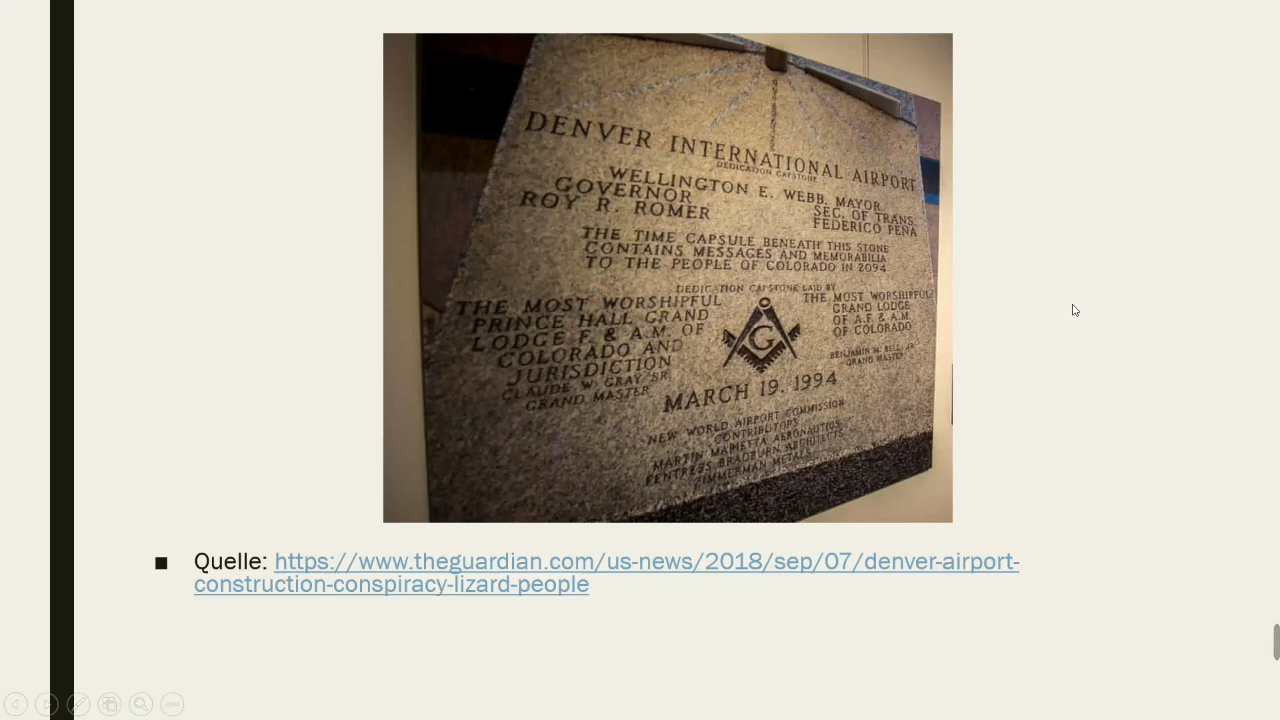 DENVER INTERNATIONAL AIRPORT
DEDICATION CAPSTONE
WELLINGTON E. WEBB, MAYOR
GOVERNOR
ROY R. ROMER
SEC. OF TRANS.
FEDERICO PEÑA
THE TIME CAPSULE BENEATH THIS STONE
CONTAINS MESSAGES AND MEMORABILIA
TO THE PEOPLE OF COLORADO IN 2094
DEDICATION CAPSTONE LAID BY
THE MOST WORSHIPFUL
PRINCE HALL GRAND
LODGE F. & A.M. OF
COLORADO AND
JURISDICTION
CLAUDE W. GRAY SR.
GRAND MASTER
G
THE MOST WORSHIPFUL
GRAND LODGE
OF A.F. & A.M.
OF COLORADO
BENJAMIN H. BELL, JR.
GRAND MASTER
MARCH 19, 1994
NEW WORLD AIRPORT COMMISSION
CONTRIBUTORS
MARTIN MARIETTA AERONAUTICS
FENTRESS BRADBURN ARCHITECTS
ZIMMERMAN METALS
Quelle: https://www.theguardian.com/us-news/2018/sep/07/denver-airport-
construction-conspiracy-lizard-people